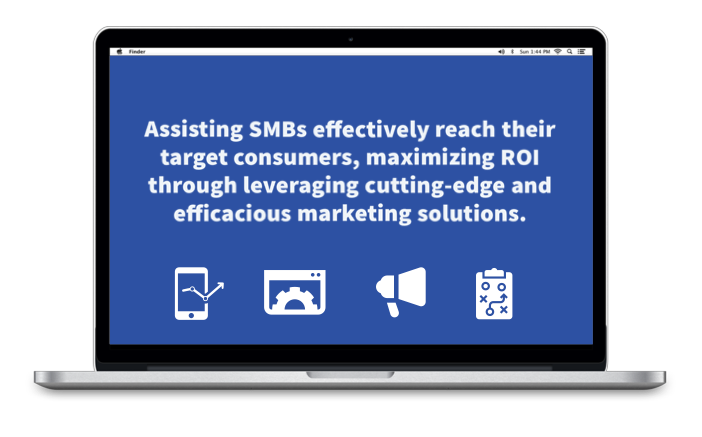 Finder Sun 1:44 PM
Assisting SMBs effectively reach their
target consumers, maximizing ROI
through leveraging cutting-edge and
efficacious marketing solutions.